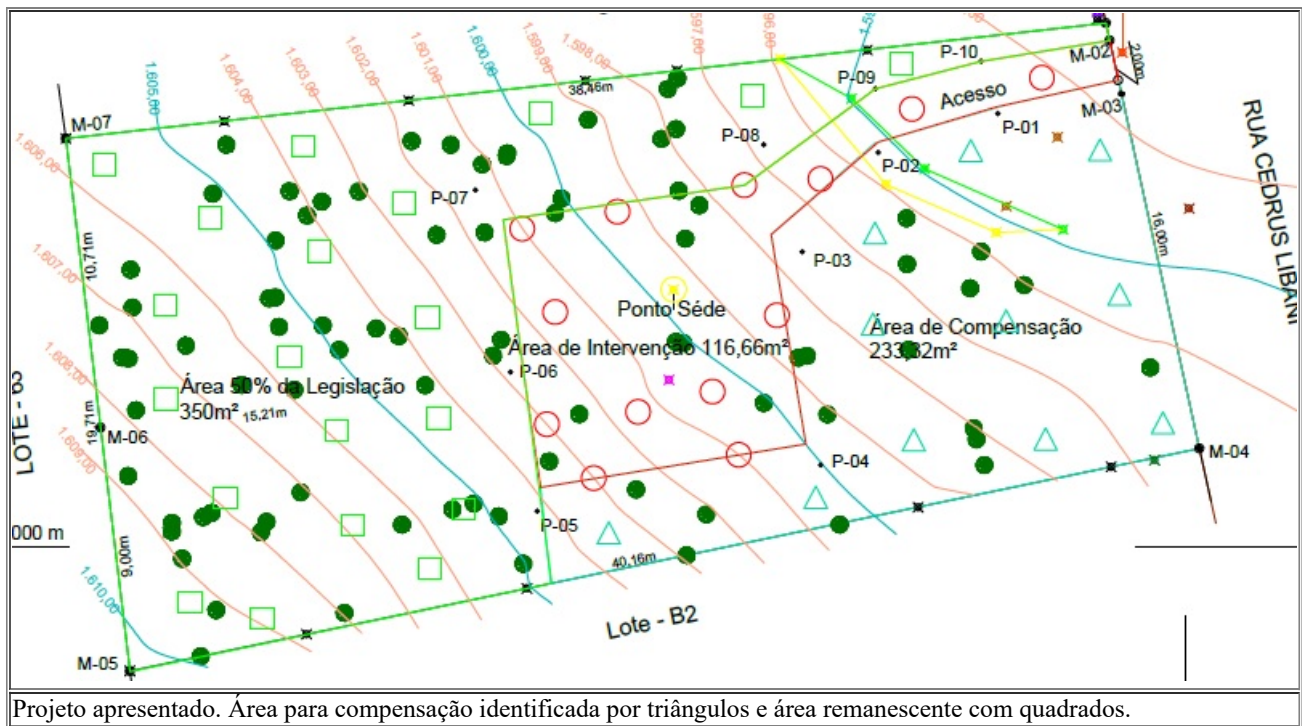 1.605,00
1.604,00
1.603,00
1.602,00
1.601,00
1.600,00
1.599,00
1.598,00
1.597,00
38,46m
P-10
M-02
2,00m
P-09
Acesso
M-03
M-07
P-01
1.606,00
P-08
P-02
RUA CEDRUS LIBANI
P-07
16,00m
10,71m
1.607,00
P-03
Ponto Séde
Área de Intervenção 116,66m²
Área de Compensação
233,32m²
1.608,00
P-06
Área 50% da Legislação
350m²
15,21m
LOTE - B3
19,71m
M-06
1.609,00
P-04
M-04
P-05
000 m
9,00m
40,16m
1.610,00
Lote - B2
M-05
Projeto apresentado. Área para compensação identificada por triângulos e área remanescente com quadrados.